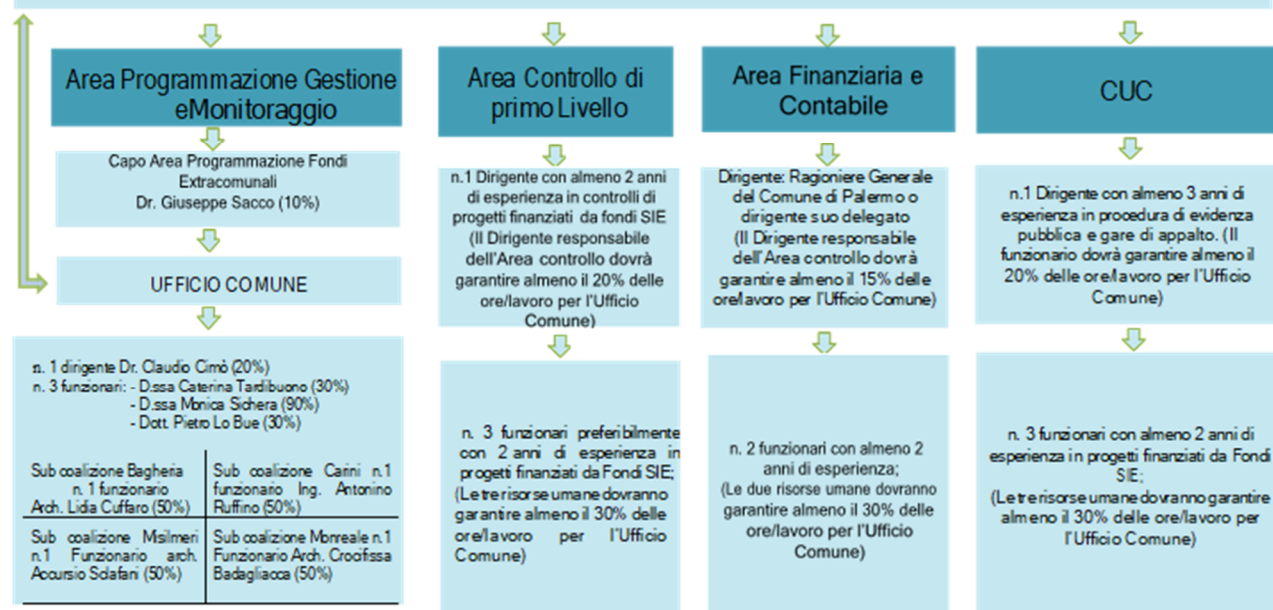 Area Programmazione Gestione
eMonitoraggio
Capo Area Programmazione Fondi
Extracomunali
Dr. Giuseppe Sacco (10%)
UFFICIO COMUNE
n. 1 dirigente Dr. Claudio Cimò (20%)
n. 3 funzionari: - D.ssa Caterina Tardibuono (30%)
- D.ssa Monica Sichera (90%)
- Dott. Pietro Lo Bue (30%)
Sub coalizione Bagheria
n. 1 funzionario
Arch. Lidia Cuffaro (50%)
Sub coalizione Carini n.1
funzionario Ing. Antonino
Ruffino (50%)
Sub coalizione Misilmeri
n.1 Funzionario arch.
Accursio Sclafani (50%)
Sub coalizione Monreale n.1
Funzionario Arch. Crocifissa
Badagliacca (50%)
Area Controllo di
primo Livello
n.1 Dirigente con almeno 2 anni
di esperienza in controlli di
progetti finanziati da fondi SIE
(Il Dirigente responsabile
dell'Area controllo dovrà
garantire almeno il 20% delle
ore/lavoro per l'Ufficio
Comune)
n. 3 funzionari preferibilmente
con 2 anni di esperienza in
progetti finanziati da Fondi SIE;
(Le tre risorse umane dovranno
garantire almeno il 30% delle
ore/lavoro per l'Ufficio
Comune)
Area Finanziaria e
Contabile
Dirigente: Ragioniere Generale
del Comune di Palermo o
dirigente suo delegato
(Il Dirigente responsabile
dell'Area controllo dovrà
garantire almeno il 15% delle
ore/lavoro per l'Ufficio Comune)
n. 2 funzionari con almeno 2
anni di esperienza;
(Le due risorse umane dovranno
garantire almeno il 30% delle
ore/lavoro per l'Ufficio
Comune)
CUC
n.1 Dirigente con almeno 3 anni di
esperienza in procedura di evidenza
pubblica e gare di appalto. (Il
funzionario dovrà garantire almeno il
20% delle ore/lavoro per l'Ufficio
Comune)
n. 3 funzionari con almeno 2 anni di
esperienza in progetti finanziati da Fondi
SIE;
(Le tre risorse umane dovranno garantire
almeno il 30% delle ore/lavoro per
l'Ufficio Comune)